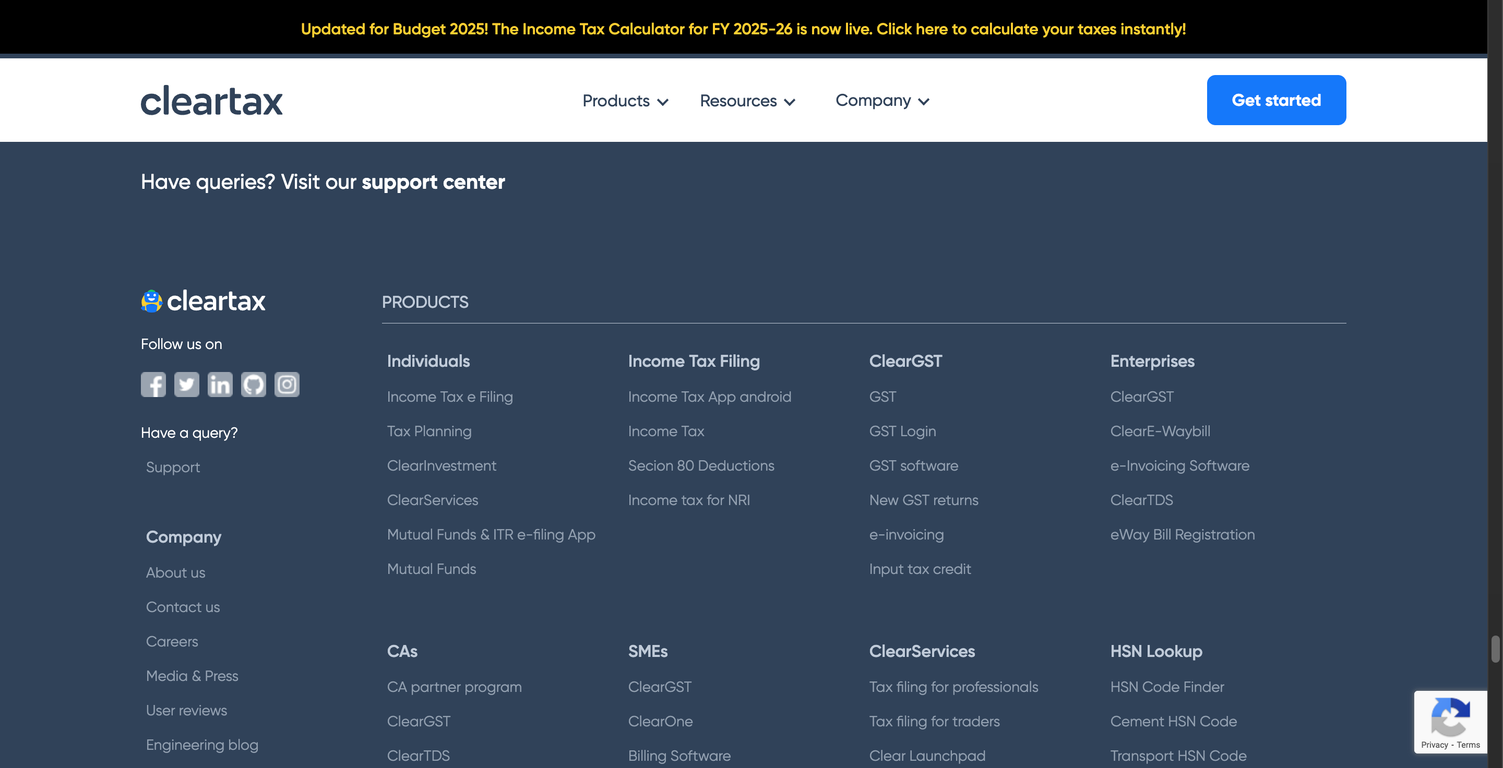 Updated for Budget 2025! The Income Tax Calculator for FY 2025-26 is now live. Click here to calculate your taxes instantly!
cleartax
Products
Resources
Company
Get started
Have queries? Visit our support center
cleartax
Follow us on
Have a query?
Support
Company
About us
Contact us
Careers
Media & Press
User reviews
Engineering blog
PRODUCTS
Individuals
Income Tax e Filing
Tax Planning
ClearInvestment
ClearServices
Mutual Funds & ITR e-filing App
Mutual Funds
Income Tax Filing
Income Tax App android
Income Tax
Secion 80 Deductions
Income tax for NRI
ClearGST
GST
GST Login
GST software
New GST returns
e-invoicing
Input tax credit
Enterprises
ClearGST
ClearE-Waybill
e-Invoicing Software
ClearTDS
eWay Bill Registration
CAs
CA partner program
ClearGST
ClearTDS
SMEs
ClearGST
ClearOne
Billing Software
ClearServices
Tax filing for professionals
Tax filing for traders
Clear Launchpad
HSN Lookup
HSN Code Finder
Cement HSN Code
Transport HSN Code
Privacy - Terms